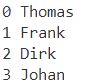 0 Thomas
1 Frank
2 Dirk
3 Johan